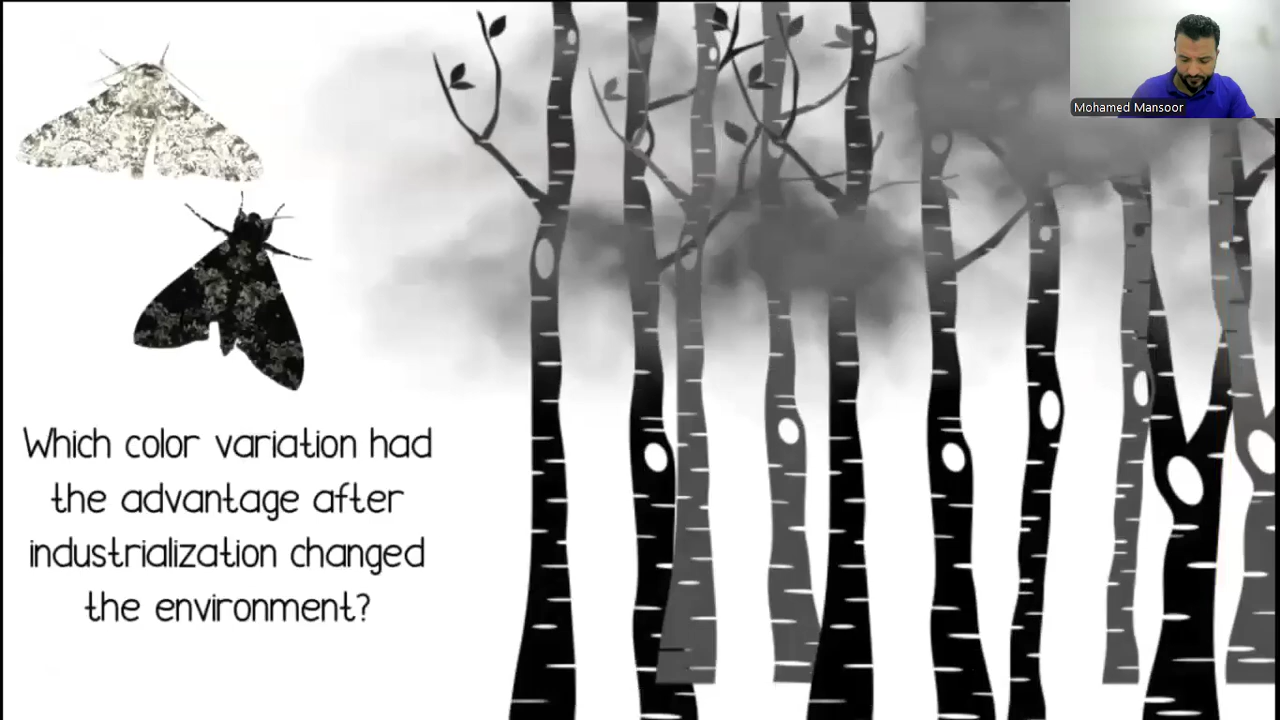 Mohamed Mansoor
Which color variation had
the advantage after
industrialization changed
the environment?